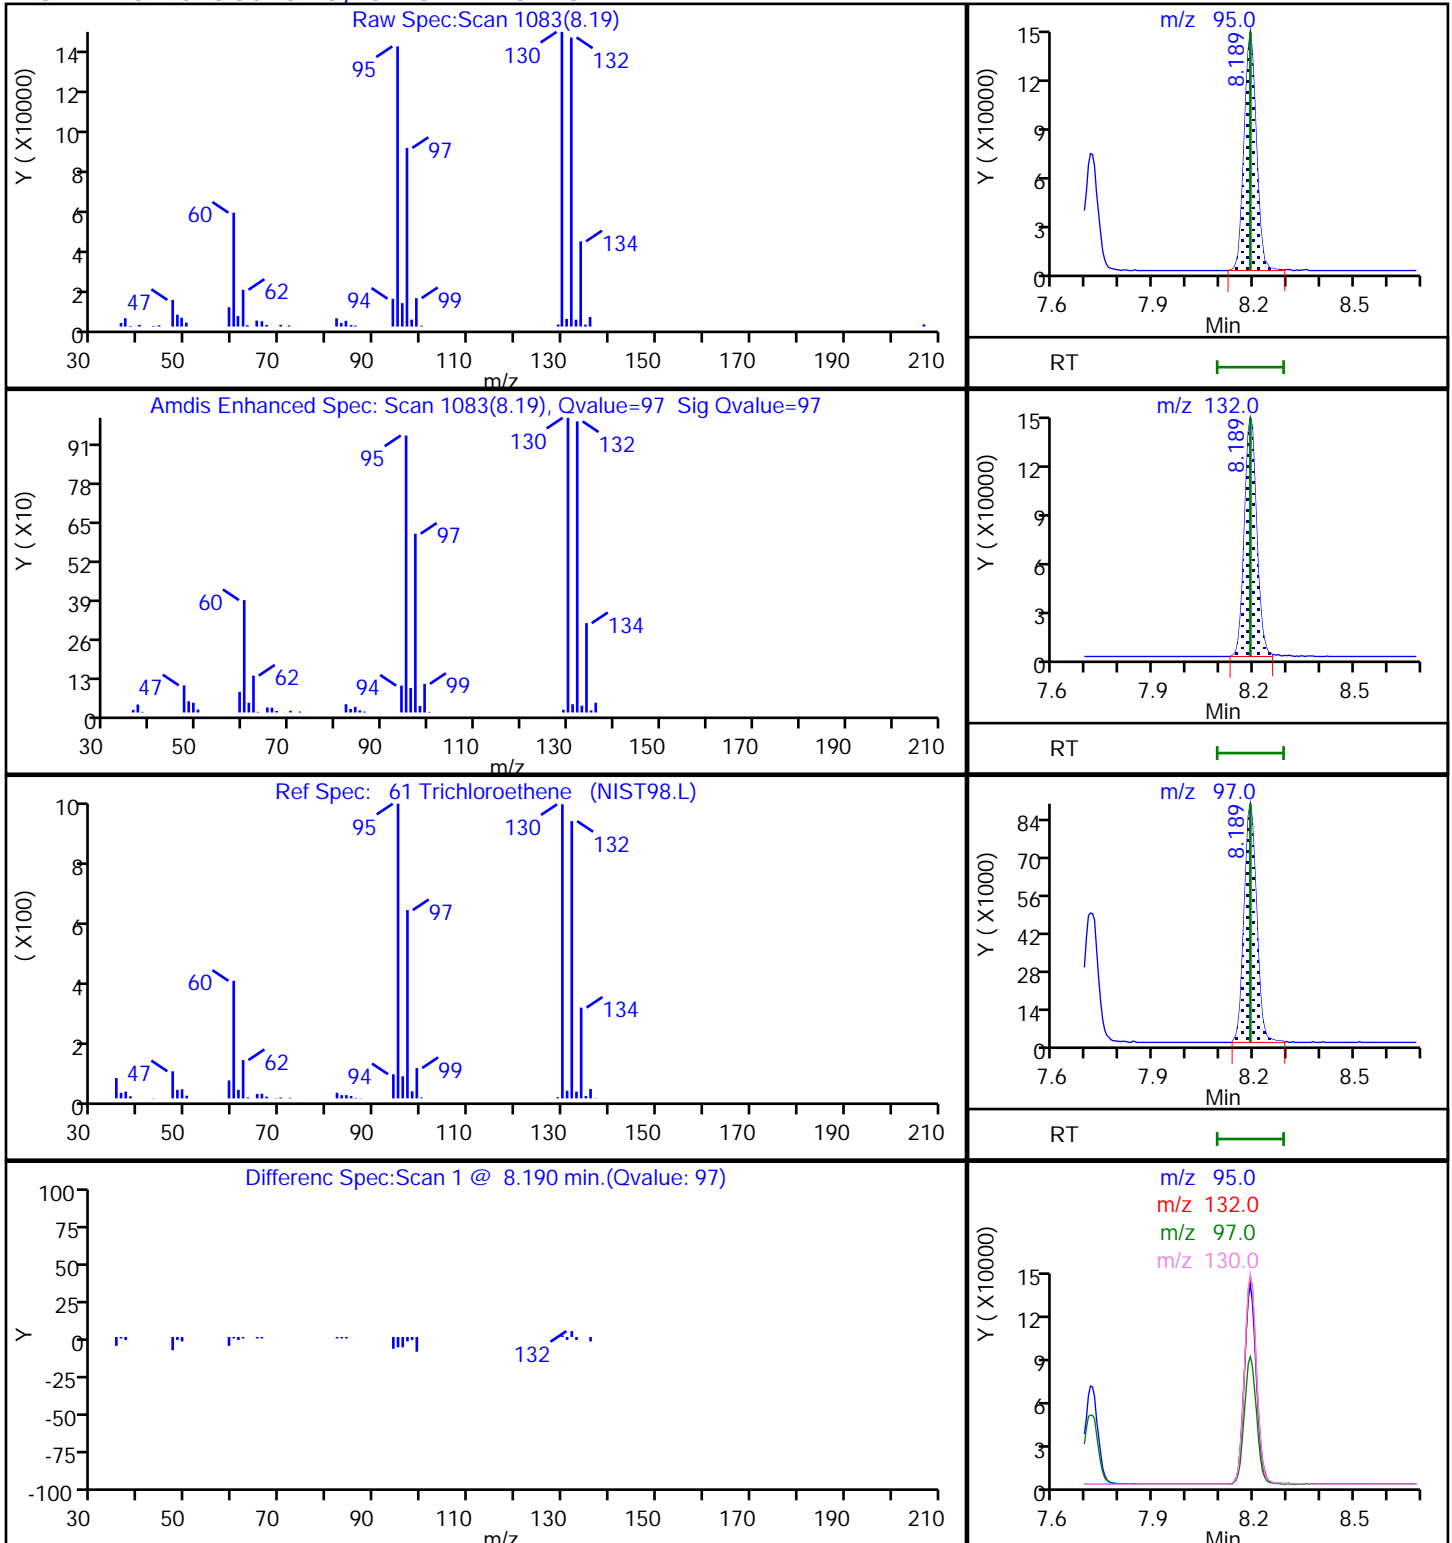 Raw Spec:Scan 1083(8.19)
Y ( X10000)
14
12
10
8
6
4
2
0
47
60
62
94
95
97
99
130
132
134
30 50 70 90 110 130 150 170 190 210
m/z
m/z 95.0
Y ( X10000)
15
12
9
6
3
0
8.189
7.6 7.9 8.2 8.5
Min
RT
Amdis Enhanced Spec: Scan 1083(8.19), Qvalue=97 Sig Qvalue=97
Y ( X10)
91
78
65
52
39
26
13
0
47
60
62
94
95
97
99
130
132
134
30 50 70 90 110 130 150 170 190 210
m/z
m/z 132.0
Y ( X10000)
15
12
9
6
3
0
8.189
7.6 7.9 8.2 8.5
Min
RT
Ref Spec: 61 Trichloroethene (NIST98.L)
( X100)
10
8
6
4
2
0
47
60
62
94
95
97
99
130
132
134
30 50 70 90 110 130 150 170 190 210
m/z 97.0
Y ( X1000)
84
70
56
42
28
14
0
8.189
7.6 7.9 8.2 8.5
Min
RT
Differenc Spec:Scan 1 @ 8.190 min.(Qvalue: 97)
Y
100
75
50
25
0
-25
-50
-75
-100
132
30 50 70 90 110 130 150 170 190 210
m/z
m/z 95.0
m/z 132.0
m/z 97.0
m/z 130.0
Y ( X10000)
15
12
9
6
3
0
7.6 7.9 8.2 8.5
Min